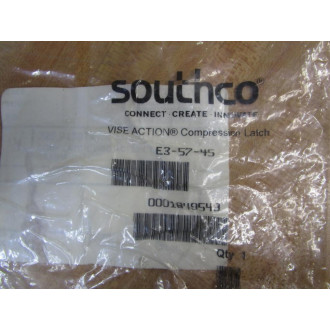 southco
CONNECT · CREATE · INNOVATE
VISE ACTION® Compression Latch
E3-57-45
Qty 1